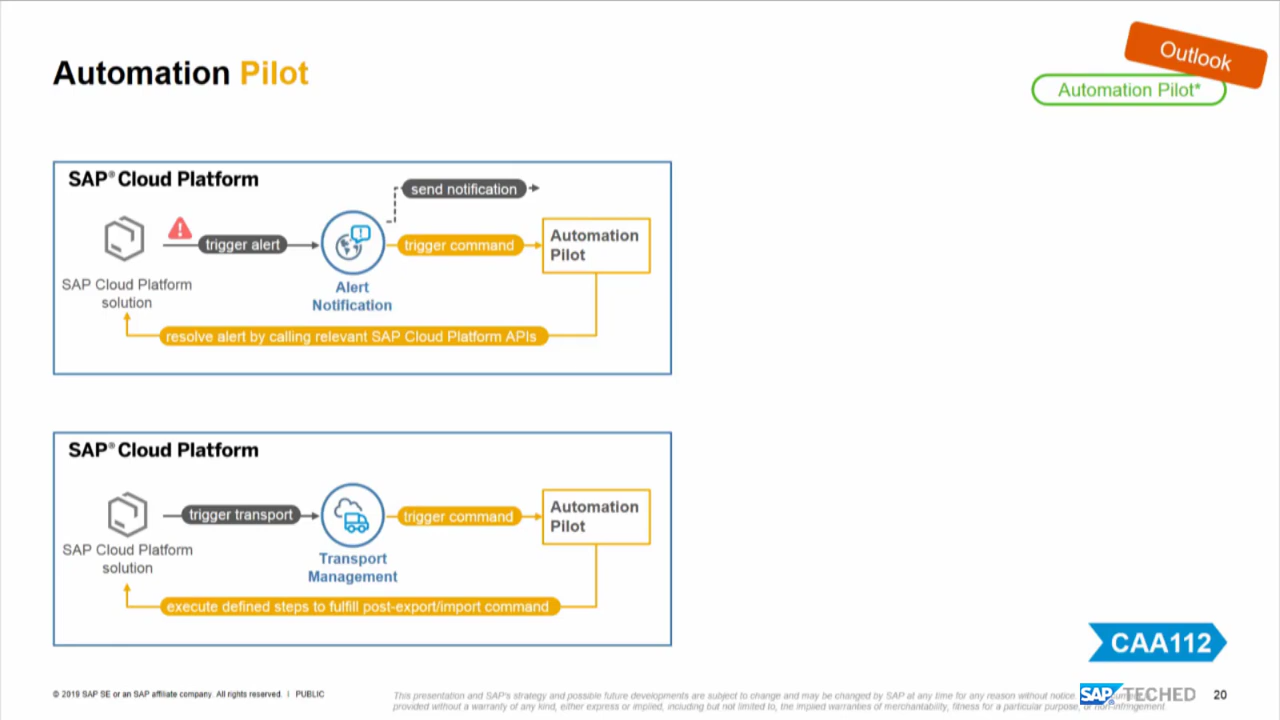 Automation Pilot
Outlook
Automation Pilot*
SAP® Cloud Platform
send notification
trigger alert
trigger command
Automation
Pilot
SAP Cloud Platform
solution
Alert
Notification
resolve alert by calling relevant SAP Cloud Platform APIs
SAP® Cloud Platform
trigger transport
trigger command
Automation
Pilot
SAP Cloud Platform
solution
Transport
Management
execute defined steps to fulfill post-export/import command
CAA112
© 2019 SAP SE or an SAP affiliate company. All rights reserved. I PUBLIC
This presentation and SAP's strategy and possible future developments are subject to change and may be changed by SAP at any time for any reason without notice.
provided without a warranty of any kind, either express or implied, including but not limited to, the implied warranties of merchantability, fitness for a particular purpose, or non-infringement.
SAP TECHED
20